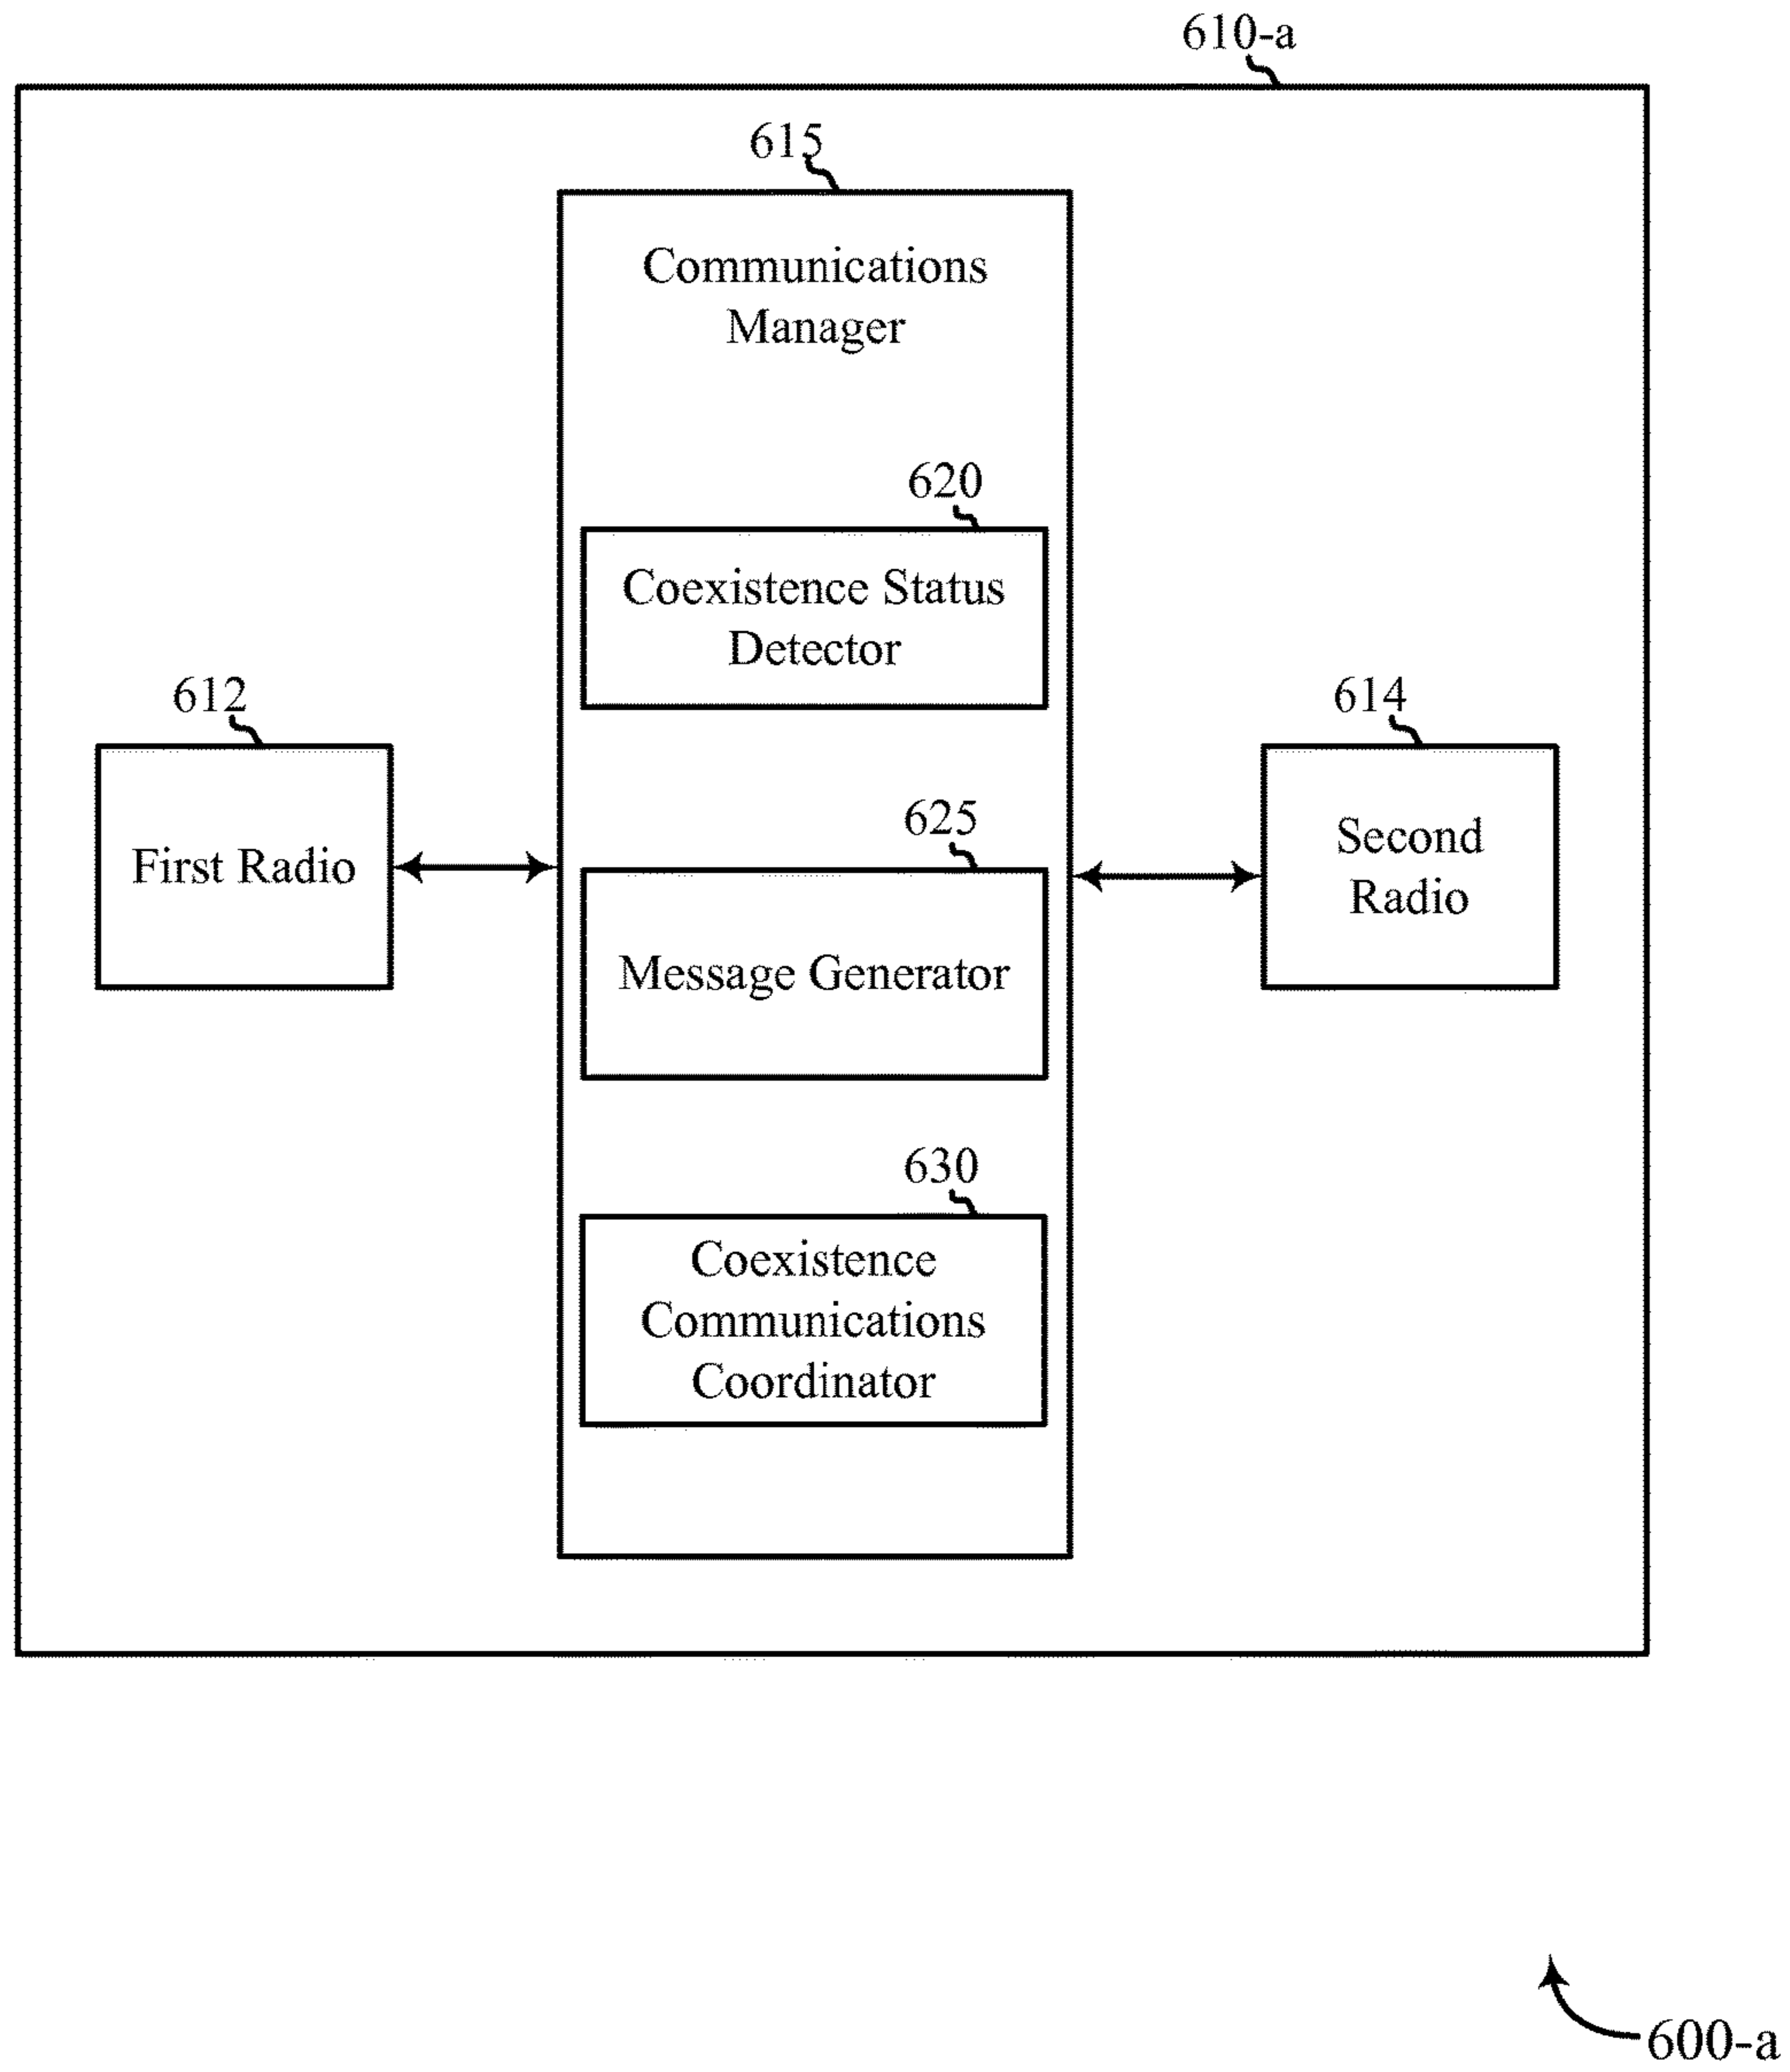 610-a
615
Communications
Manager
620
Coexistence Status
Detector
612
First Radio
614
Second
Radio
625
Message Generator
630
Coexistence
Communications
Coordinator
600-a